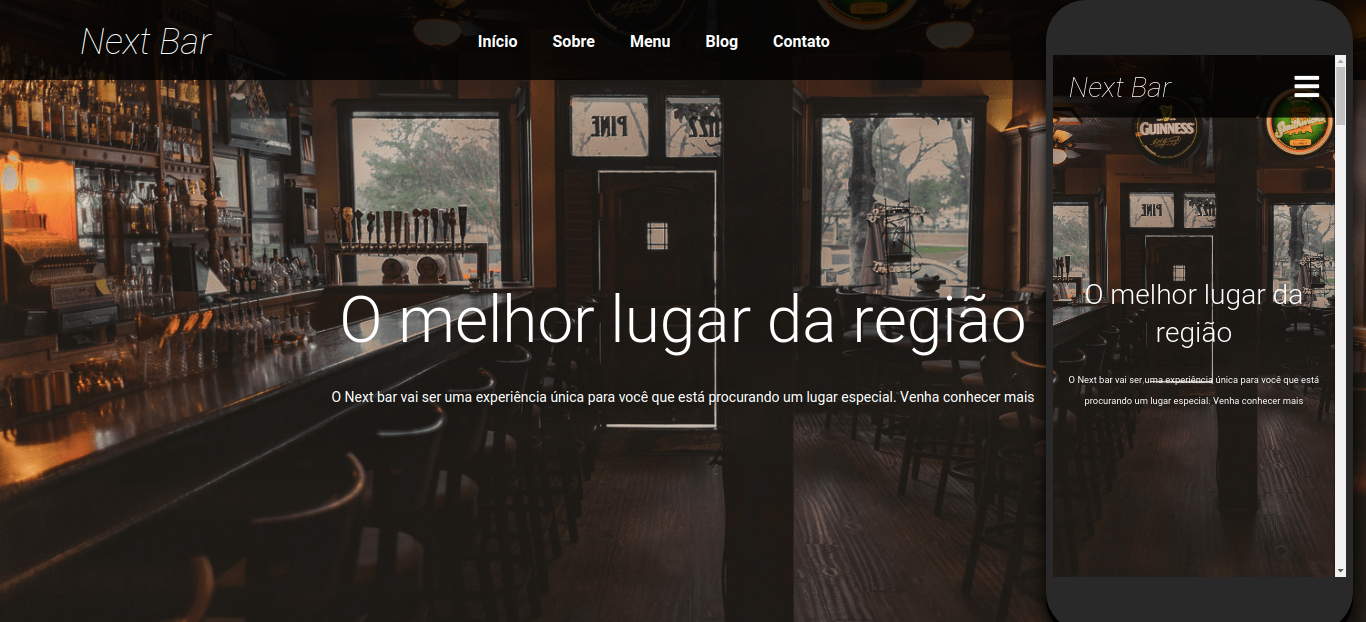 Next Bar
Início Sobre Menu Blog Contato
O melhor lugar da região
O Next bar vai ser uma experiência única para você que está procurando um lugar especial. Venha conhecer mais
PINE
Next Bar
GUINNESS
PINE
O melhor lugar da
região
O Next bar vai ser uma experiência única para você que está
procurando um lugar especial. Venha conhecer mais